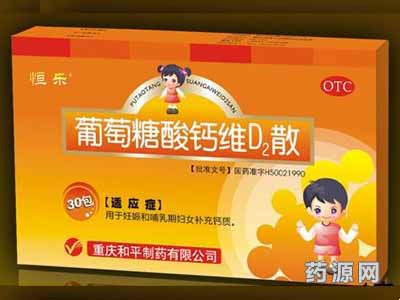 恒乐
PUTAOTANG
SUANGAIWEIDISAN
OTC
葡萄糖酸钙维D₂散
【批准文号】国药准字H50021990
30包
【适应症】
用于妊娠和哺乳期妇女补充钙质。
重庆和平制药有限公司
药源网